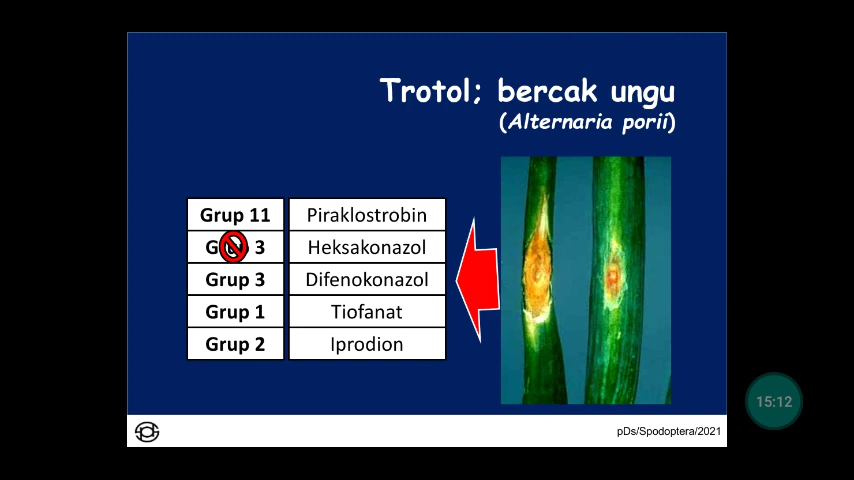 Trotol; bercak ungu
(Alternaria porii)
Grup 11 Piraklostrobin
3 Heksakonazol
Grup 3 Difenokonazol
Grup 1 Tiofanat
Grup 2 Iprodion
15:12
pDs/Spodoptera/2021